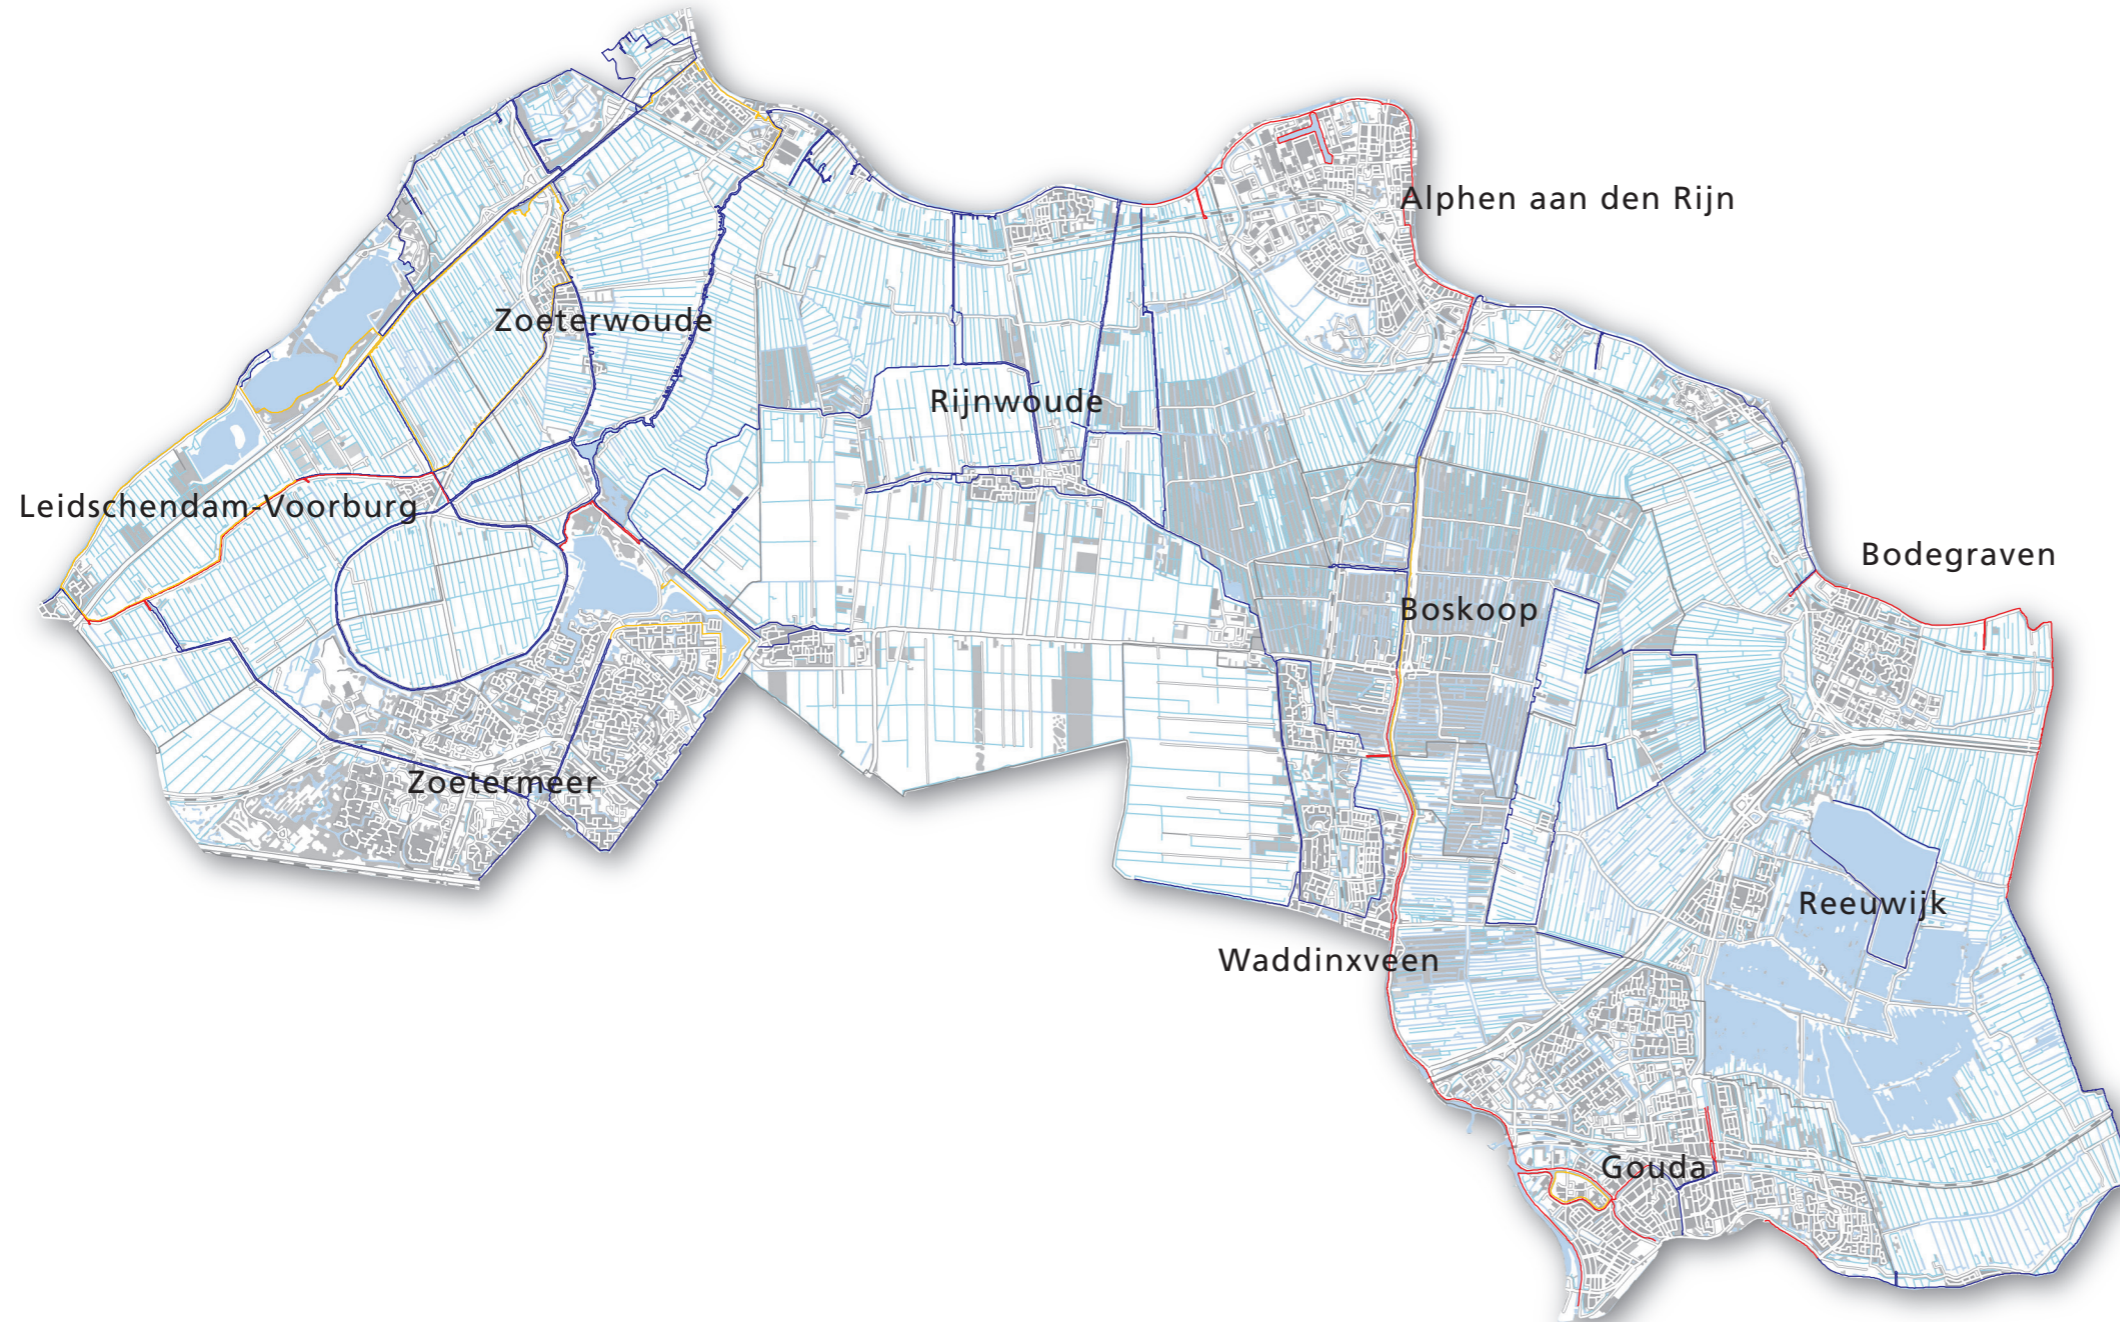 Alphen aan den Rijn
Zoeterwoude
Rijnwoude
Leidschendam-Voorburg
Bodegraven
Boskoop
Zoetermeer
Reeuwijk
Waddinxveen
Gouda